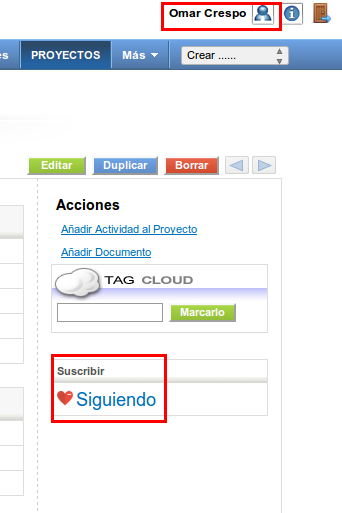 Omar Crespo
es PROYECTOS Más Crear ......
Editar Duplicar Borrar
Acciones
Añadir Actividad al Proyecto
Añadir Documento
TAG CLOUD
Marcarlo
Suscribir
Siguiendo